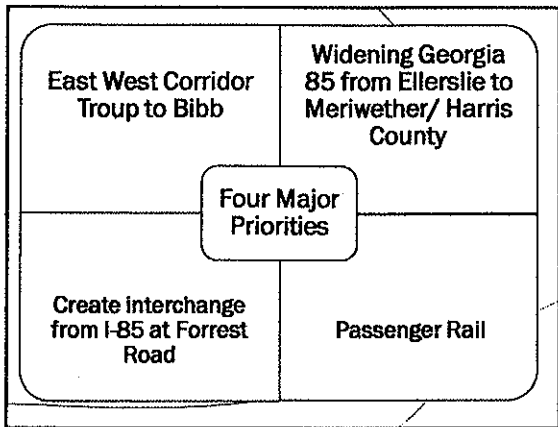 East West Corridor
Troup to Bibb
Widening Georgia
85 from Ellerslie to
Meriwether/ Harris
County
Four Major
Priorities
Create interchange
from I-85 at Forrest
Road
Passenger Rail